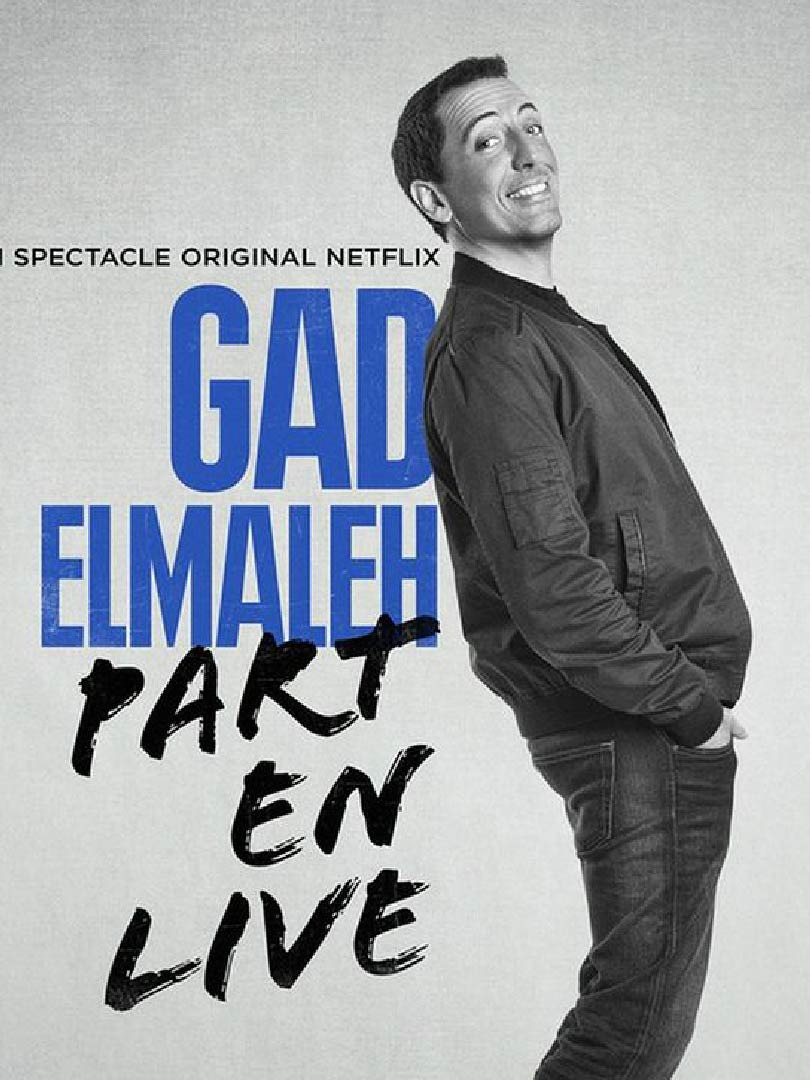 SPECTACLE ORIGINAL NETFLIX
GAD
ELMALEH
PART
EN
LIVE